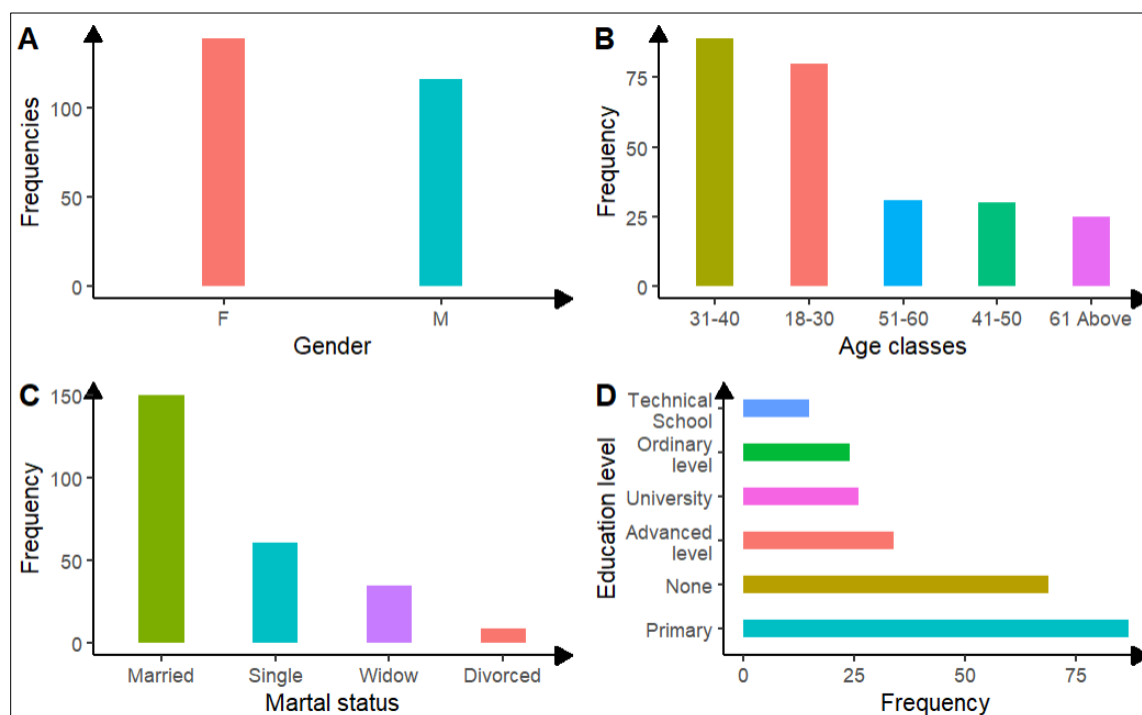 A
Frequencies
100
50
0
F
M
Gender
B
Frequency
75
50
25
0
31-40
18-30
51-60
41-50
61 Above
Age classes
C
Frequency
150
100
50
0
Married
Single
Widow
Divorced
Martal status
D
Education level
Technical
School
Ordinary
level
University
Advanced
level
None
Primary
0
25
50
75
Frequency